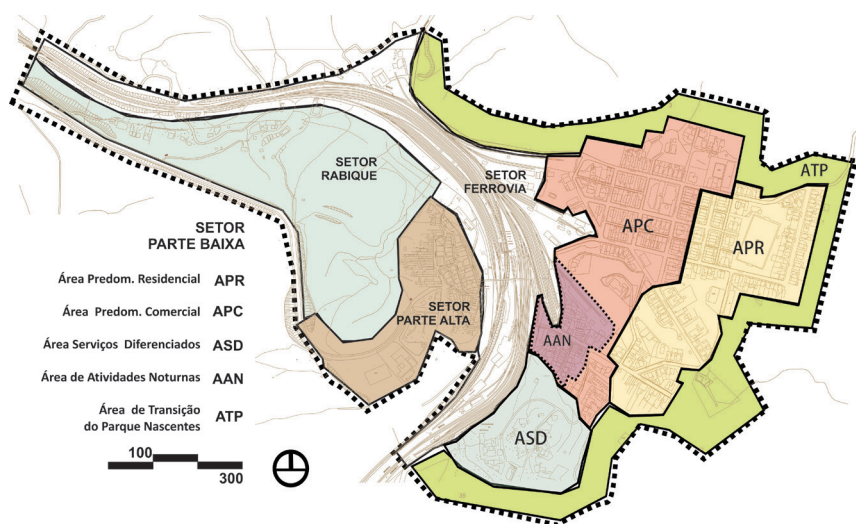 SETOR
RABIQUE
SETOR
FERROVIA
ATP
APC
APR
SETOR
PARTE BAIXA
Área Predom. Residencial APR
Área Predom. Comercial APC
Área Serviços Diferenciados ASD
Área de Atividades Noturnas AAN
Área de Transição
do Parque Nascentes ATP
SETOR
PARTE ALTA
AAN
ASD
100
300